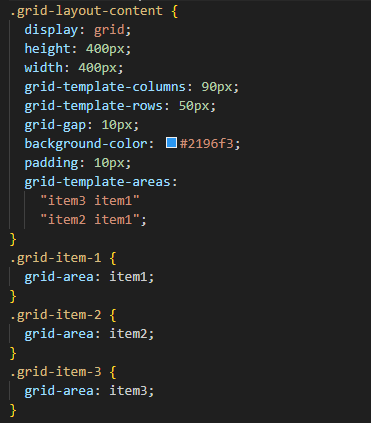 .grid-layout-content {
  display: grid;
  height: 400px;
  width: 400px;
  grid-template-columns: 90px;
  grid-template-rows: 50px;
  grid-gap: 10px;
  background-color: #2196f3;
  padding: 10px;
  grid-template-areas:
    "item3 item1"
    "item2 item1";
}
.grid-item-1 {
  grid-area: item1;
}
.grid-item-2 {
  grid-area: item2;
}
.grid-item-3 {
  grid-area: item3;
}